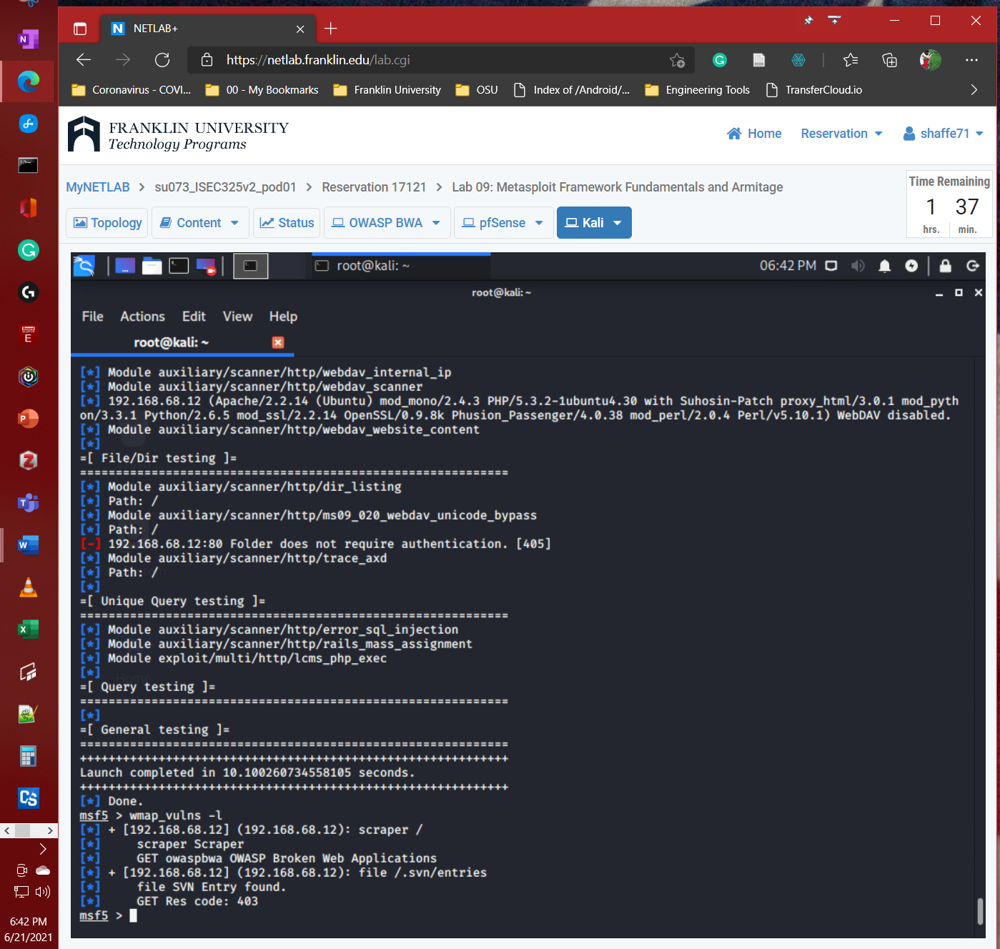 NETLAB+
https://netlab.franklin.edu/lab.cgi
Coronavirus - COVI... 00 - My Bookmarks Franklin University OSU Index of /Android/... Engineering Tools TransferCloud.io
FRANKLIN UNIVERSITY
Technology Programs
Home Reservation shaffe71
MyNETLAB > su073_ISEC325v2_pod01 > Reservation 17121 > Lab 09: Metasploit Framework Fundamentals and Armitage
Time Remaining
1 37
hrs. min.
Topology Content Status OWASP BWA pfSense Kali
root@kali: ~ 06:42 PM
root@kali: ~
File Actions Edit View Help
root@kali: ~
[*] Module auxiliary/scanner/http/webdav_internal_ip
[*] Module auxiliary/scanner/http/webdav_scanner
[*] 192.168.68.12 (Apache/2.2.14 (Ubuntu) mod_mono/2.4.3 PHP/5.3.2-1ubuntu4.30 with Suhosin-Patch proxy_html/3.0.1 mod_pyth
on/3.3.1 Python/2.6.5 mod_ssl/2.2.14 OpenSSL/0.9.8k Phusion_Passenger/4.0.38 mod_perl/2.0.4 Perl/v5.10.1) WebDAV disabled.
[*] Module auxiliary/scanner/http/webdav_website_content
[*]
=[ File/Dir testing ]=
============================================================
[*] Module auxiliary/scanner/http/dir_listing
[*] Path: /
[*] Module auxiliary/scanner/http/ms09_020_webdav_unicode_bypass
[*] Path: /
[-] 192.168.68.12:80 Folder does not require authentication. [405]
[*] Module auxiliary/scanner/http/trace_axd
[*] Path: /
[*]
=[ Unique Query testing ]=
============================================================
[*] Module auxiliary/scanner/http/error_sql_injection
[*] Module auxiliary/scanner/http/rails_mass_assignment
[*] Module exploit/multi/http/lcms_php_exec
[*]
=[ Query testing ]=
============================================================
[*]
=[ General testing ]=
============================================================
++++++++++++++++++++++++++++++++++++++++++++++++++++++++++++
Launch completed in 10.100260734558105 seconds.
++++++++++++++++++++++++++++++++++++++++++++++++++++++++++++
[*] Done.
msf5 > wmap_vulns -l
[*] + [192.168.68.12] (192.168.68.12): scraper /
[*] scraper Scraper
[*] GET owaspbwa OWASP Broken Web Applications
[*] + [192.168.68.12] (192.168.68.12): file /.svn/entries
[*] file SVN Entry found.
[*] GET Res code: 403
msf5 >
6:42 PM
6/21/2021